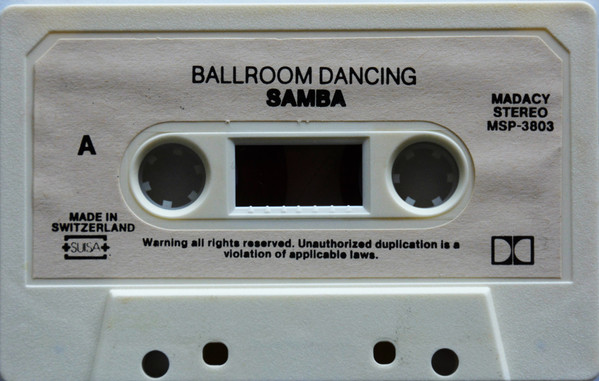 BALLROOM DANCING
SAMBA
MADACY
STEREO
MSP-3803
A
MADE IN
SWITZERLAND
SUISA
Warning all rights reserved. Unauthorized duplication is a
violation of applicable laws.